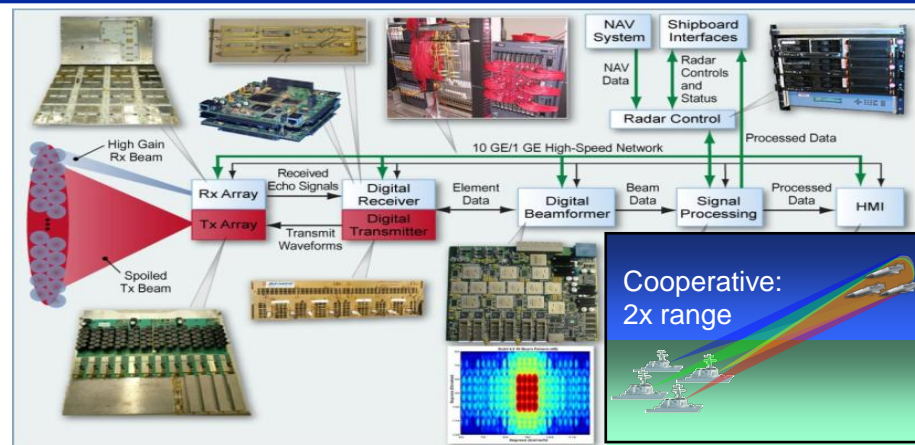 NAV
System
Shipboard
Interfaces
NAV
Data
Radar
Controls
and
Status
Radar Control
Processed Data
10 GE/1 GE High-Speed Network
High Gain
Rx Beam
Rx Array
Tx Array
Received
Echo Signals
Transmit
Waveforms
Digital
Receiver
Digital
Transmitter
Element
Data
Digital
Beamformer
Beam
Data
Signal
Processing
Processed
Data
HMI
Spoiled
Tx Beam
Cooperative:
2x range